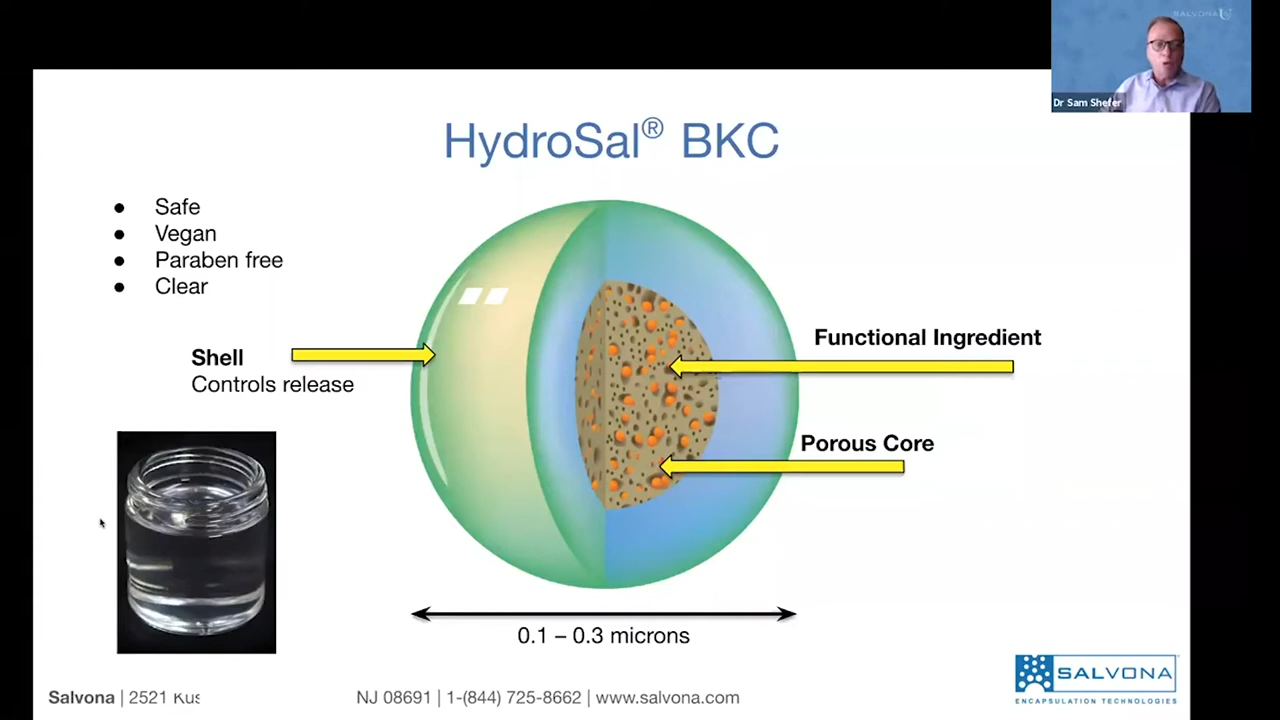 SALVONA
Dr Sam Shefer
HydroSal® BKC
● Safe
● Vegan
● Paraben free
● Clear
Shell
Controls release
Functional Ingredient
Porous Core
0.1 – 0.3 microns
Salvona | 2521 NJ 08691 | 1-(844) 725-8662 | www.salvona.com
SALVONA
ENCAPSULATION TECHNOLOGIES